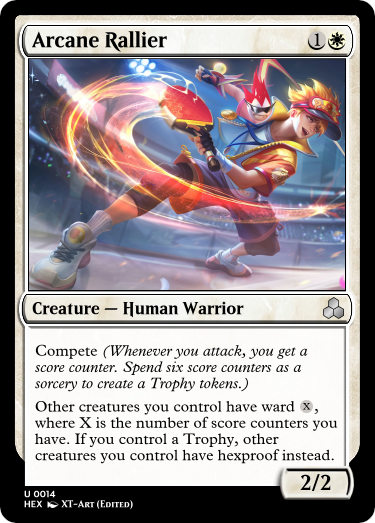 Arcane Rallier 1
Creature — Human Warrior
Compete (Whenever you attack, you get a
score counter. Spend six score counters as a
sorcery to create a Trophy tokens.)
Other creatures you control have ward X,
where X is the number of score counters you
have. If you control a Trophy, other
creatures you control have hexproof instead.
2/2
U 0014
HEX XT-Art (Edited)